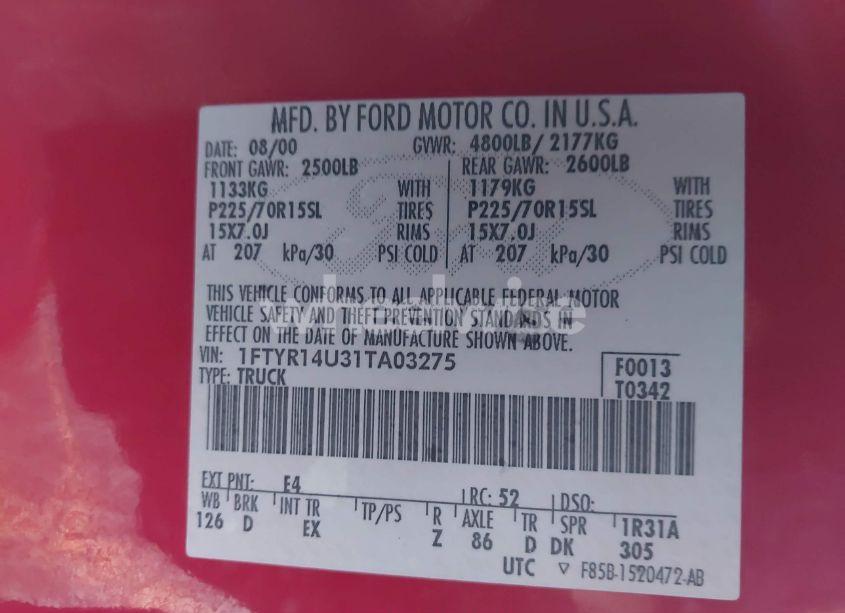 MFD. BY FORD MOTOR CO. IN U.S.A.
DATE: 08/00 GVWR: 4800LB/ 2177KG
FRONT GAWR: 2500LB REAR GAWR: 2600LB
1133KG WITH 1179KG WITH
P225/70R15SL TIRES P225/70R15SL TIRES
15X7.0J RIMS 15X7.0J RIMS
AT 207 kPa/30 PSI COLD AT 207 kPa/30 PSI COLD
THIS VEHICLE CONFORMS TO ALL APPLICABLE FEDERAL MOTOR
VEHICLE SAFETY AND THEFT PREVENTION STANDARDS IN
EFFECT ON THE DATE OF MANUFACTURE SHOWN ABOVE.
VIN: 1FTYR14U31TA03275 F0013
TYPE: TRUCK T0342
EXT PNT: E4 RC: 52 DSO:
WB BRK INT TR TP/PS R AXLE TR SPR 1R31A
126 D EX Z 86 D DK 305
UTC ▽ F85B-1520472-AB